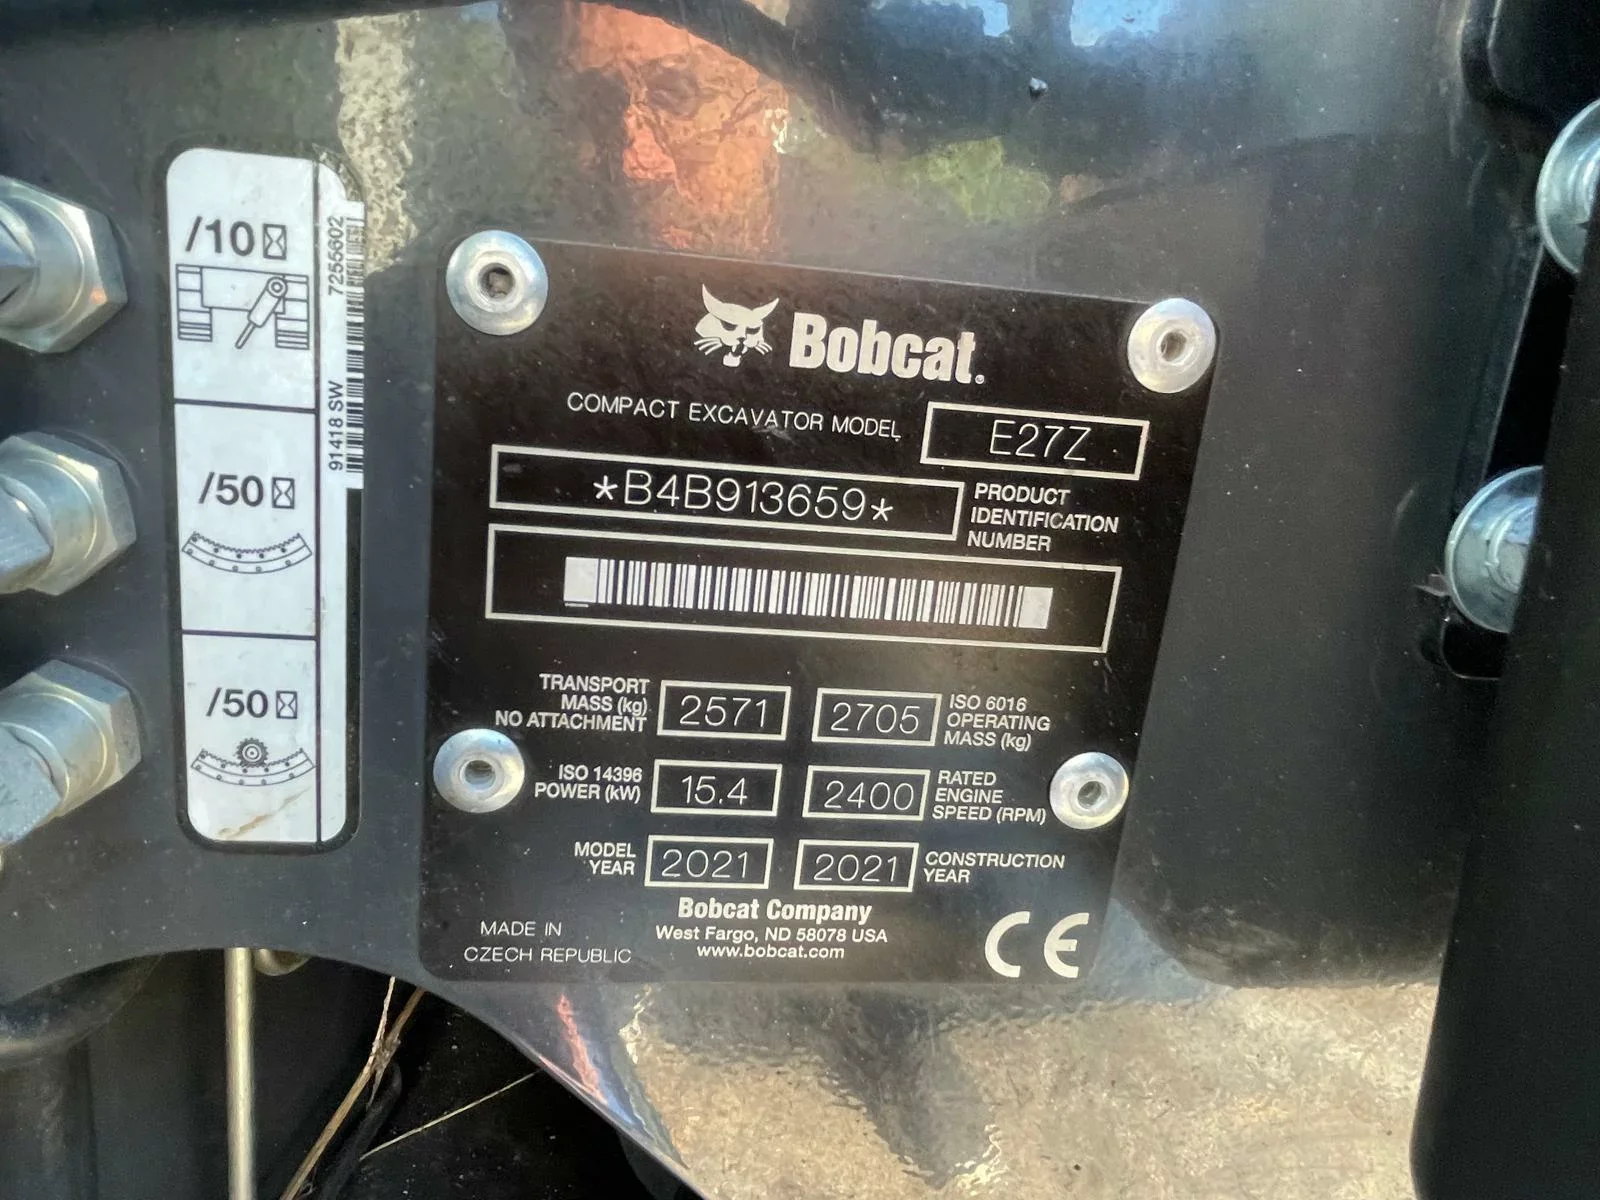 /10
/50
/50
7255602
91418 SW
Bobcat®
COMPACT EXCAVATOR MODEL E27Z
*B4B913659* PRODUCT IDENTIFICATION NUMBER
TRANSPORT MASS (kg) NO ATTACHMENT 2571
2705 ISO 6016 OPERATING MASS (kg)
ISO 14396 POWER (kW) 15.4
2400 RATED ENGINE SPEED (RPM)
MODEL YEAR 2021
2021 CONSTRUCTION YEAR
Bobcat Company
West Fargo, ND 58078 USA
www.bobcat.com
MADE IN
CZECH REPUBLIC
CE